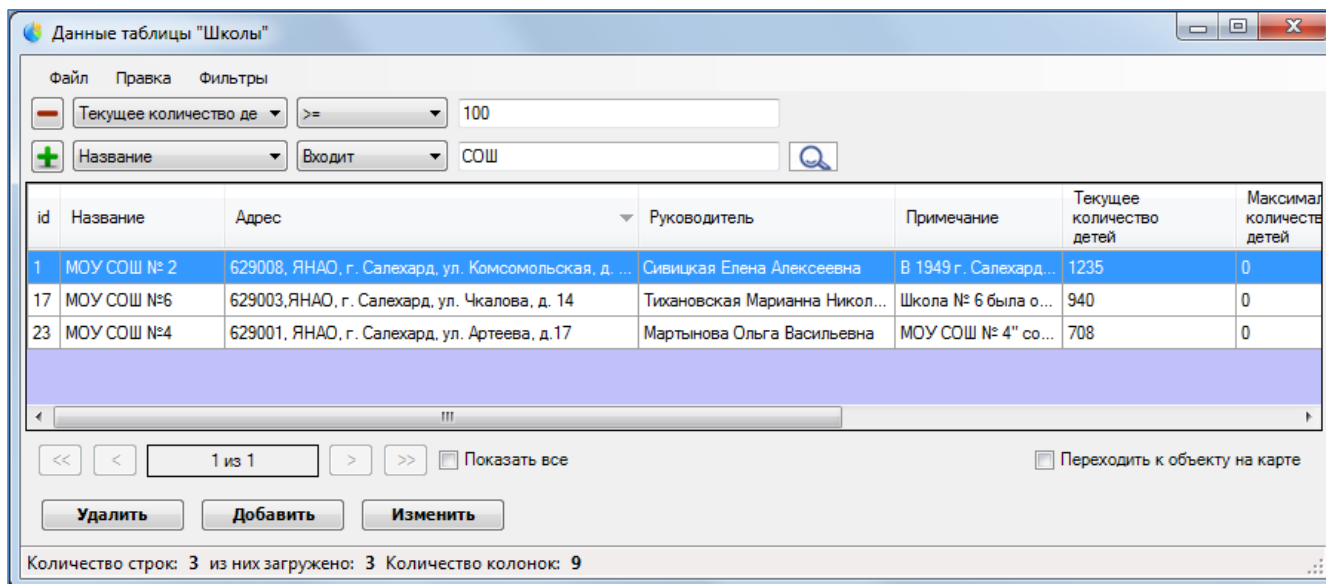 Данные таблицы "Школы"
Файл Правка Фильтры
Текущее количество де >= 100
Название Входит СОШ
id Название Адрес Руководитель Примечание Текущее количество детей Максимал количеств детей
1 МОУ СОШ № 2 629008, ЯНАО, г. Салехард, ул. Комсомольская, д. ... Сивицкая Елена Алексеевна В 1949 г. Салехард... 1235 0
17 МОУ СОШ №6 629003,ЯНАО, г. Салехард, ул. Чкалова, д. 14 Тихановская Марианна Никол... Школа № 6 была о... 940 0
23 МОУ СОШ №4 629001, ЯНАО, г. Салехард, ул. Артеева, д.17 Мартынова Ольга Васильевна МОУ СОШ № 4" со... 708 0
<< < 1 из 1 > >> Показать все Переходить к объекту на карте
Удалить Добавить Изменить
Количество строк: 3 из них загружено: 3 Количество колонок: 9